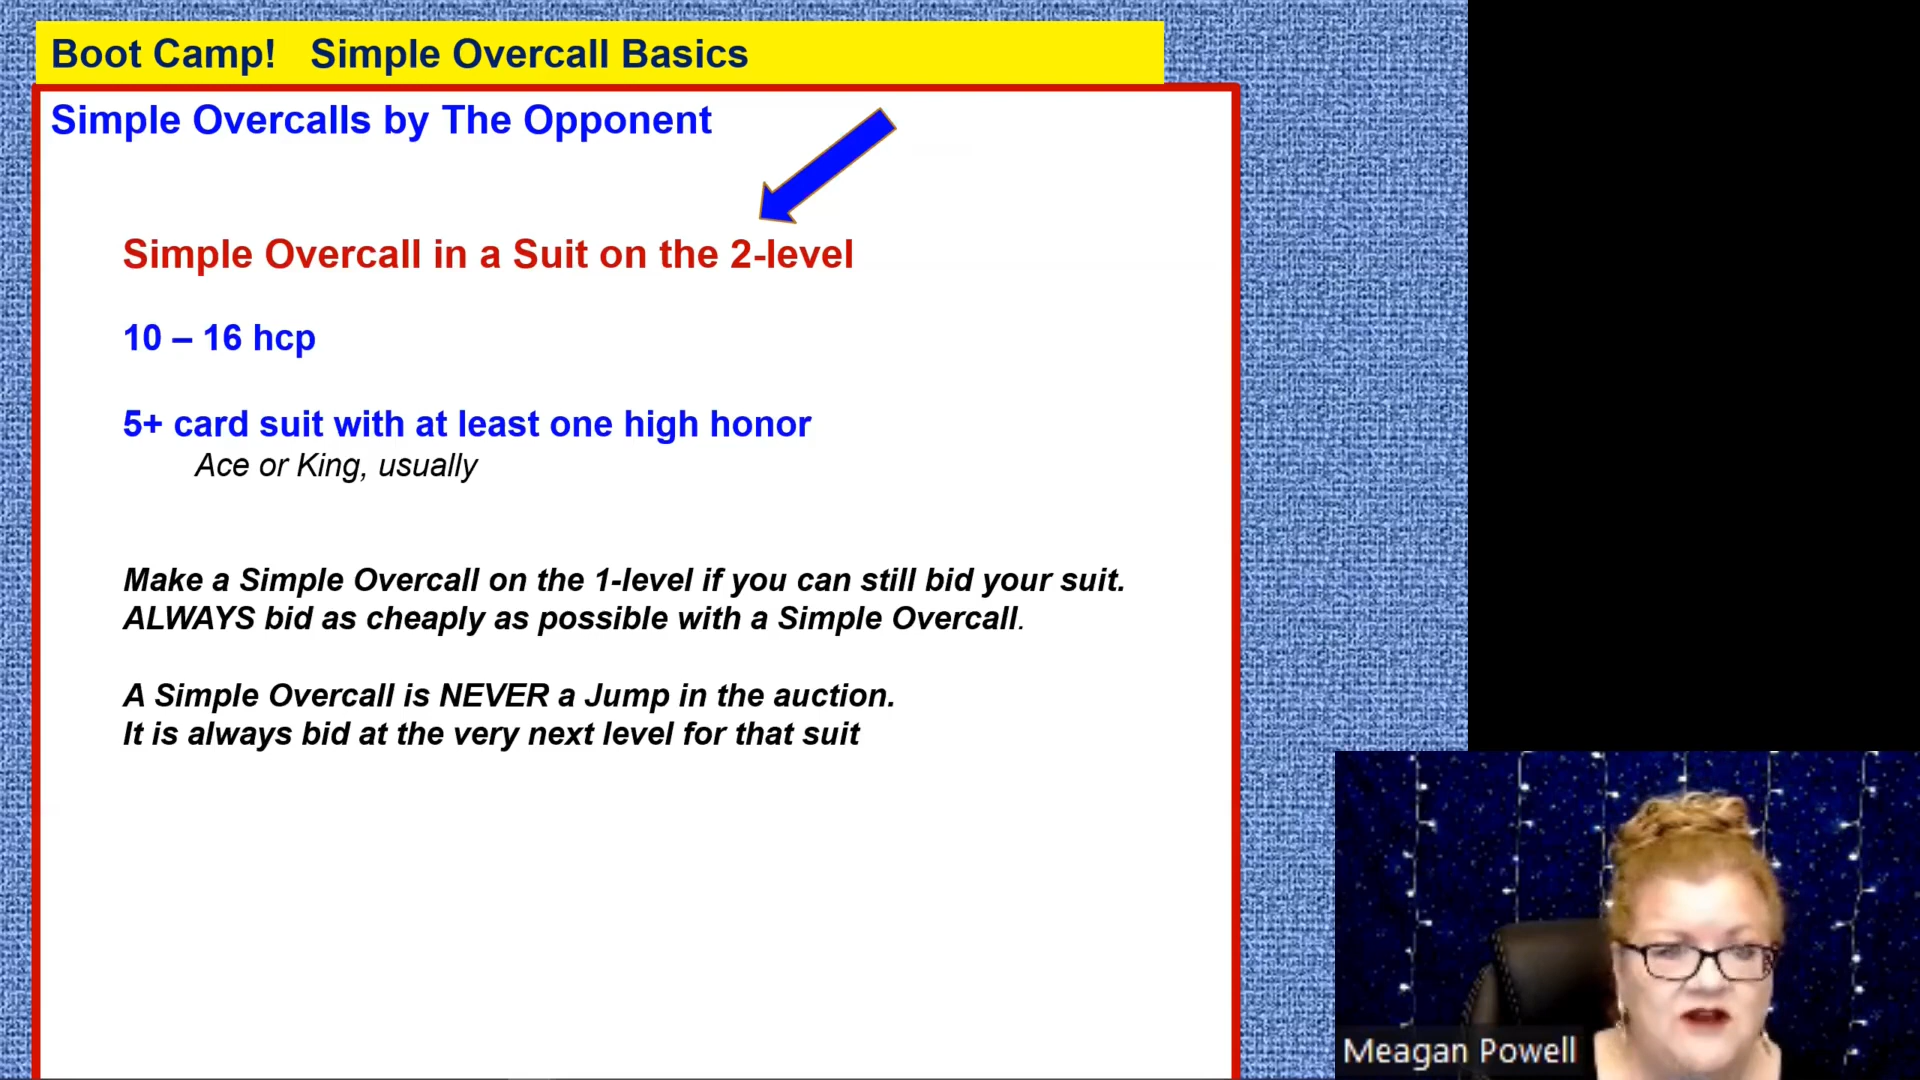 Boot Camp!   Simple Overcall Basics
Simple Overcalls by The Opponent
Simple Overcall in a Suit on the 2-level
10 – 16 hcp
5+ card suit with at least one high honor
Ace or King, usually
Make a Simple Overcall on the 1-level if you can still bid your suit.
ALWAYS bid as cheaply as possible with a Simple Overcall.
A Simple Overcall is NEVER a Jump in the auction.
It is always bid at the very next level for that suit
Meagan Powell